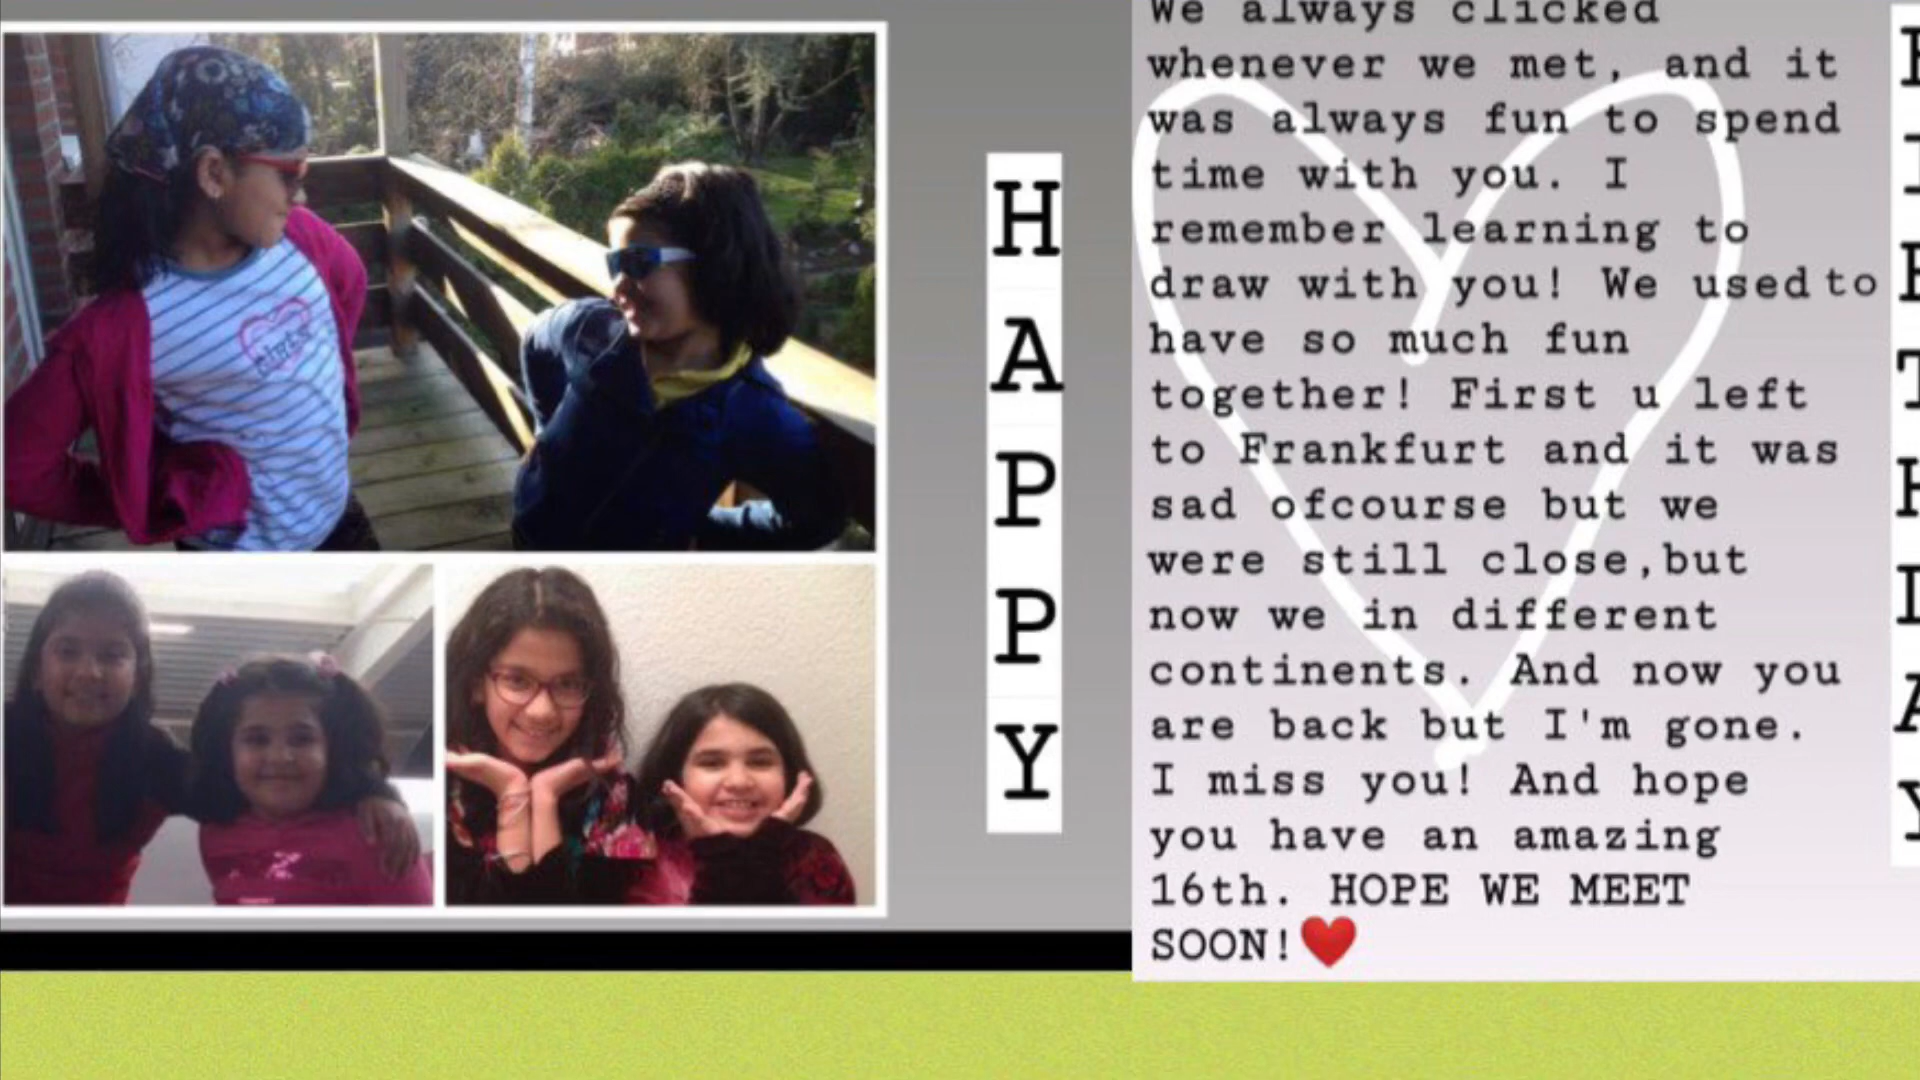 H
A
P
P
Y
We always clicked
whenever we met, and it
was always fun to spend
time with you. I
remember learning to
draw with you! We used to
have so much fun
together! First u left
to Frankfurt and it was
sad ofcourse but we
were still close,but
now we in different
continents. And now you
are back but I'm gone.
I miss you! And hope
you have an amazing
16th. HOPE WE MEET
SOON!❤️